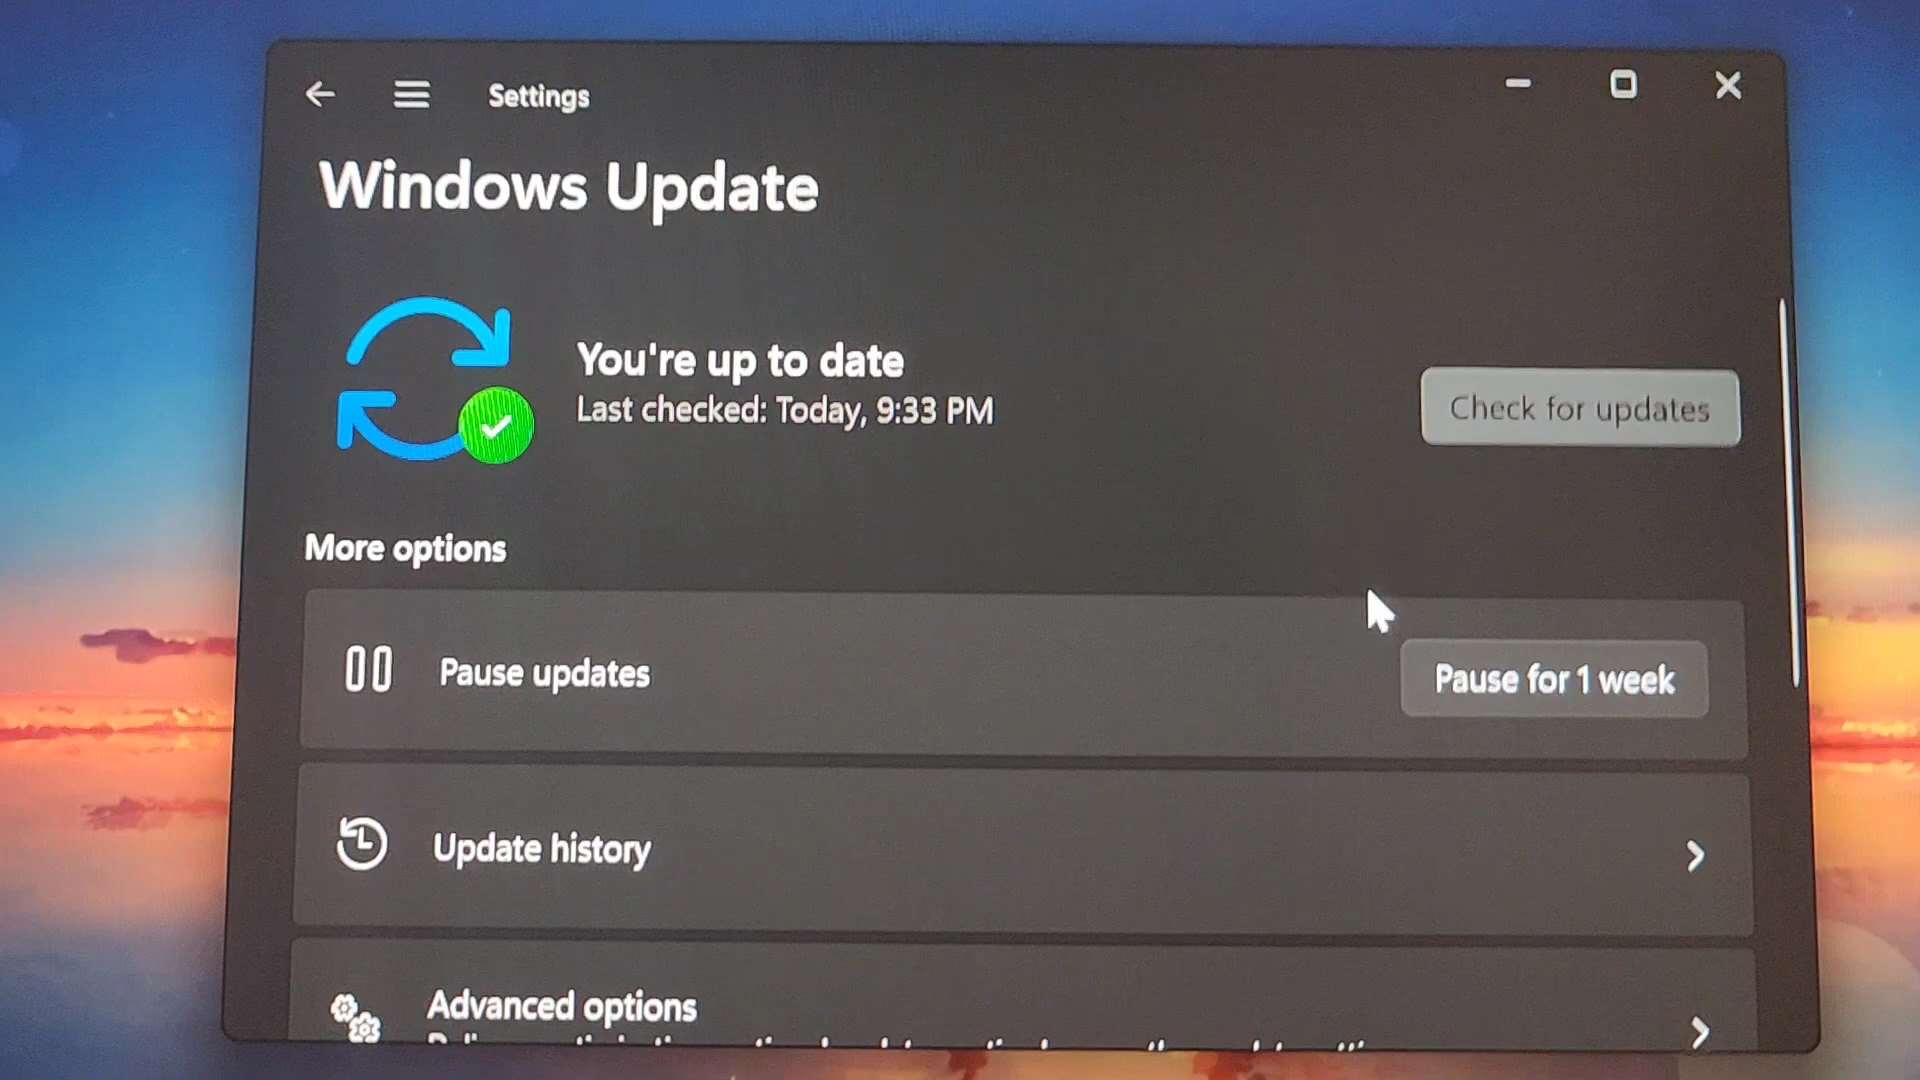 Settings
Windows Update
You're up to date
Last checked: Today, 9:33 PM
Check for updates
More options
Pause updates
Pause for 1 week
Update history
Advanced options